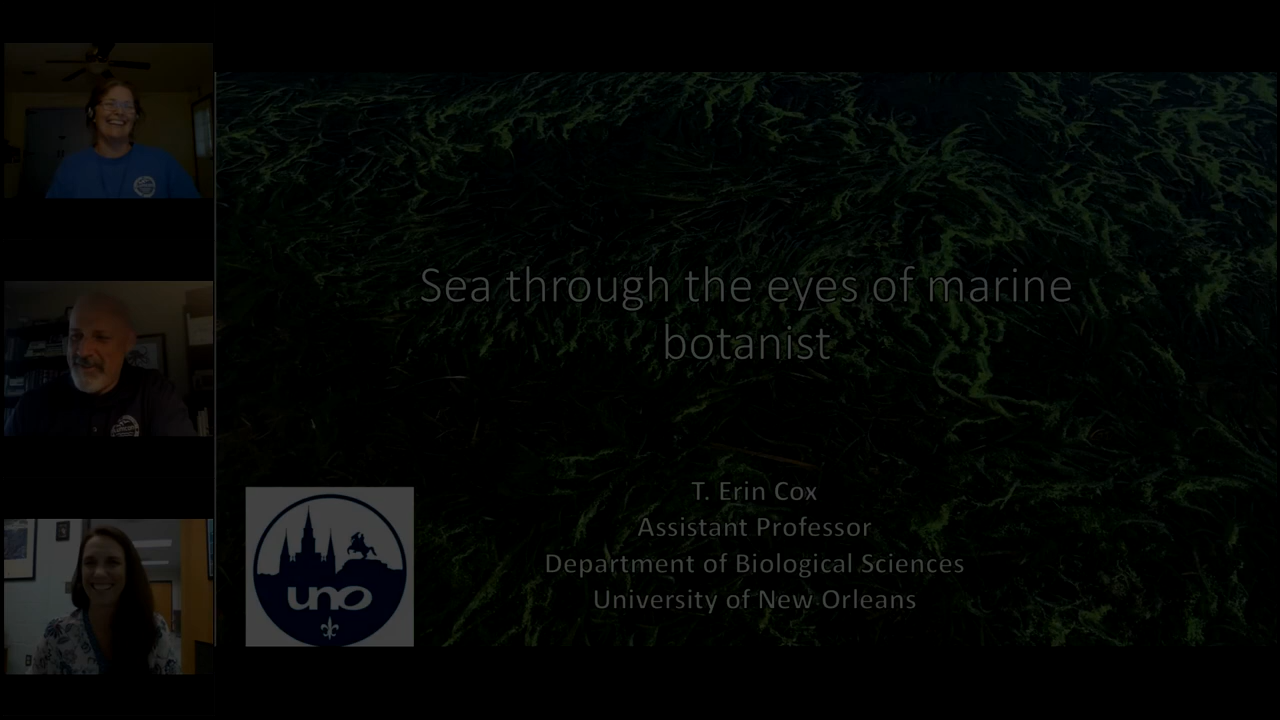 Sea through the eyes of marine
botanist
T. Erin Cox
Assistant Professor
Department of Biological Sciences
University of New Orleans
uno